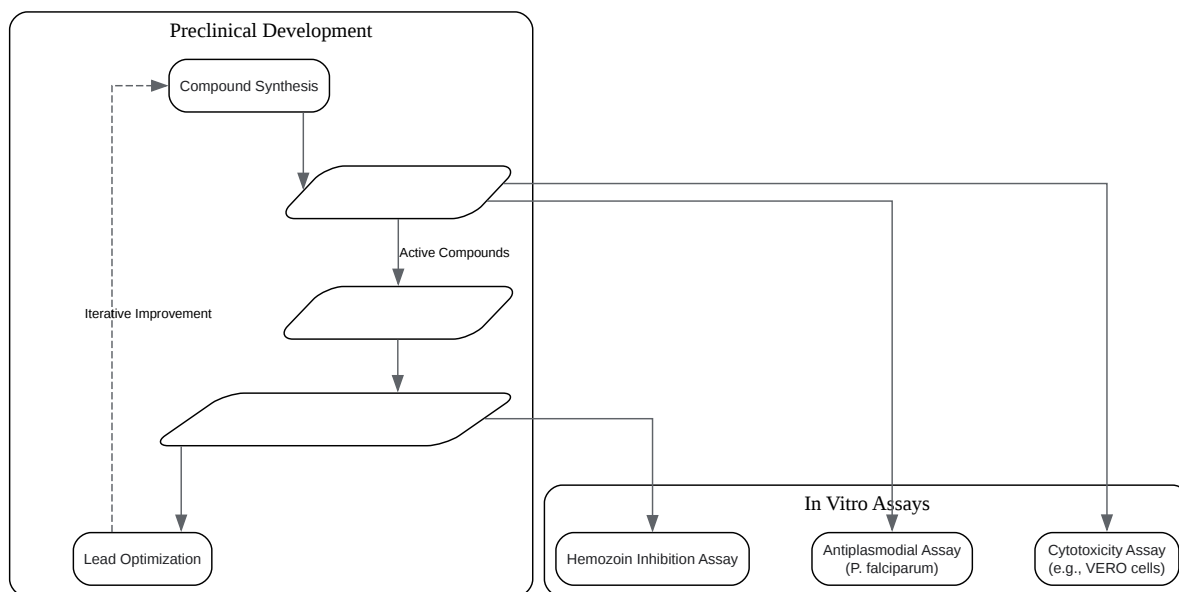 Preclinical Development
Compound Synthesis
Active Compounds
Iterative Improvement
Lead Optimization
In Vitro Assays
Hemozoin Inhibition Assay
Antiplasmodial Assay
(P. falciparum)
Cytotoxicity Assay
(e.g., VERO cells)